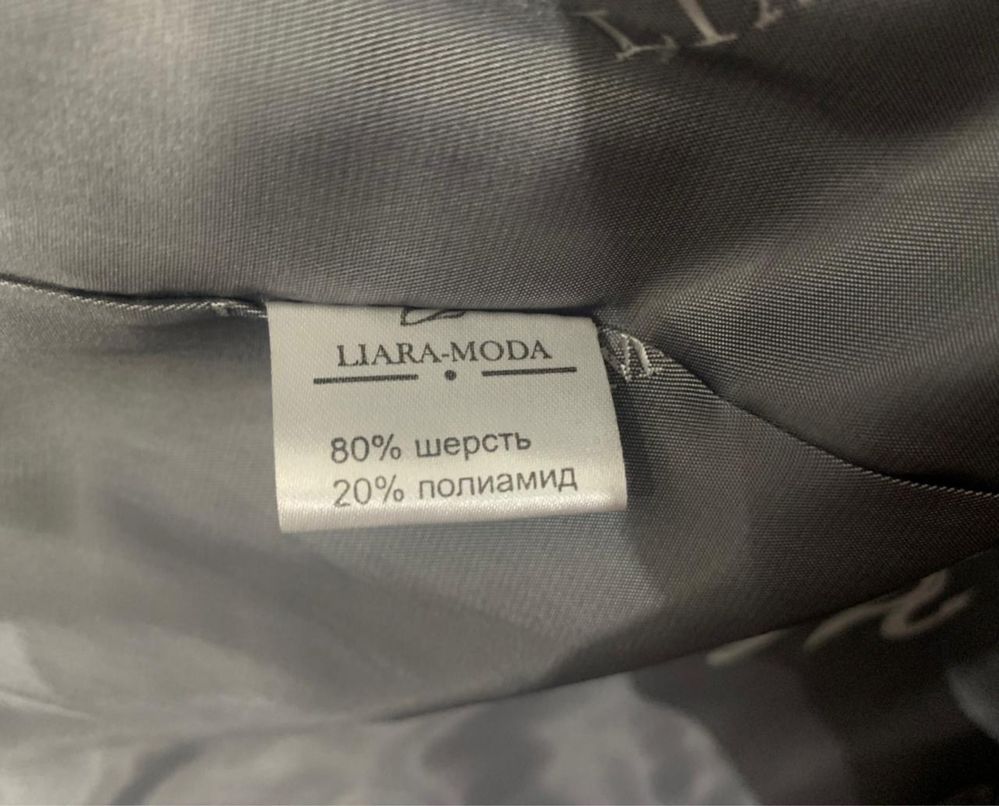 LIARA-MODA
80% шерсть
20% полиамид